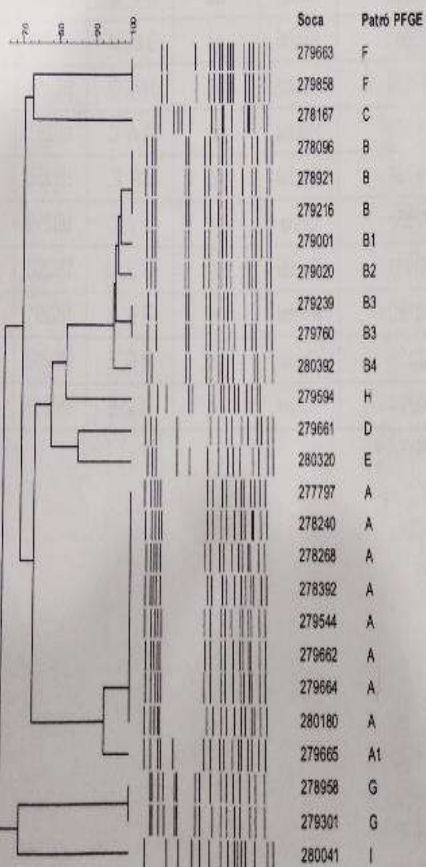 Soca Patró PFGE
70 80 90 100
279663 F
279858 F
278167 C
278096 B
278921 B
279216 B
279001 B1
279020 B2
279239 B3
279760 B3
280392 B4
279594 H
279661 D
280320 E
277797 A
278240 A
278268 A
278392 A
279544 A
279662 A
279664 A
280180 A
279665 A1
278958 G
279301 G
280041 I